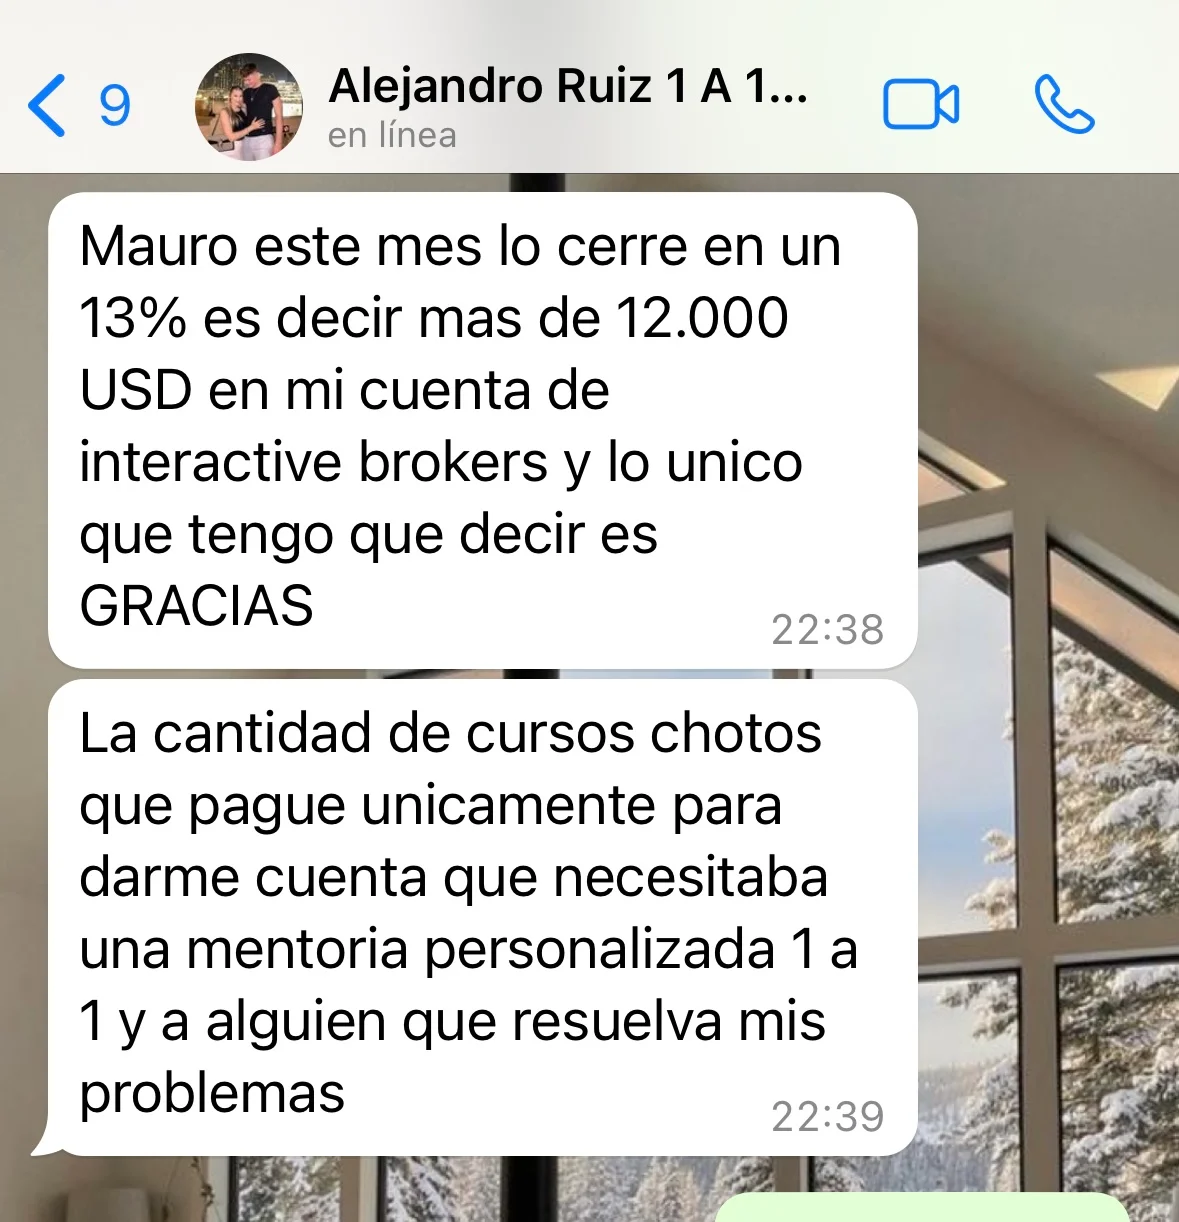 9
Alejandro Ruiz 1 A 1...
en línea
Mauro este mes lo cerre en un
13% es decir mas de 12.000
USD en mi cuenta de
interactive brokers y lo unico
que tengo que decir es
GRACIAS
22:38
La cantidad de cursos chotos
que pague unicamente para
darme cuenta que necesitaba
una mentoria personalizada 1 a
1 y a alguien que resuelva mis
problemas
22:39